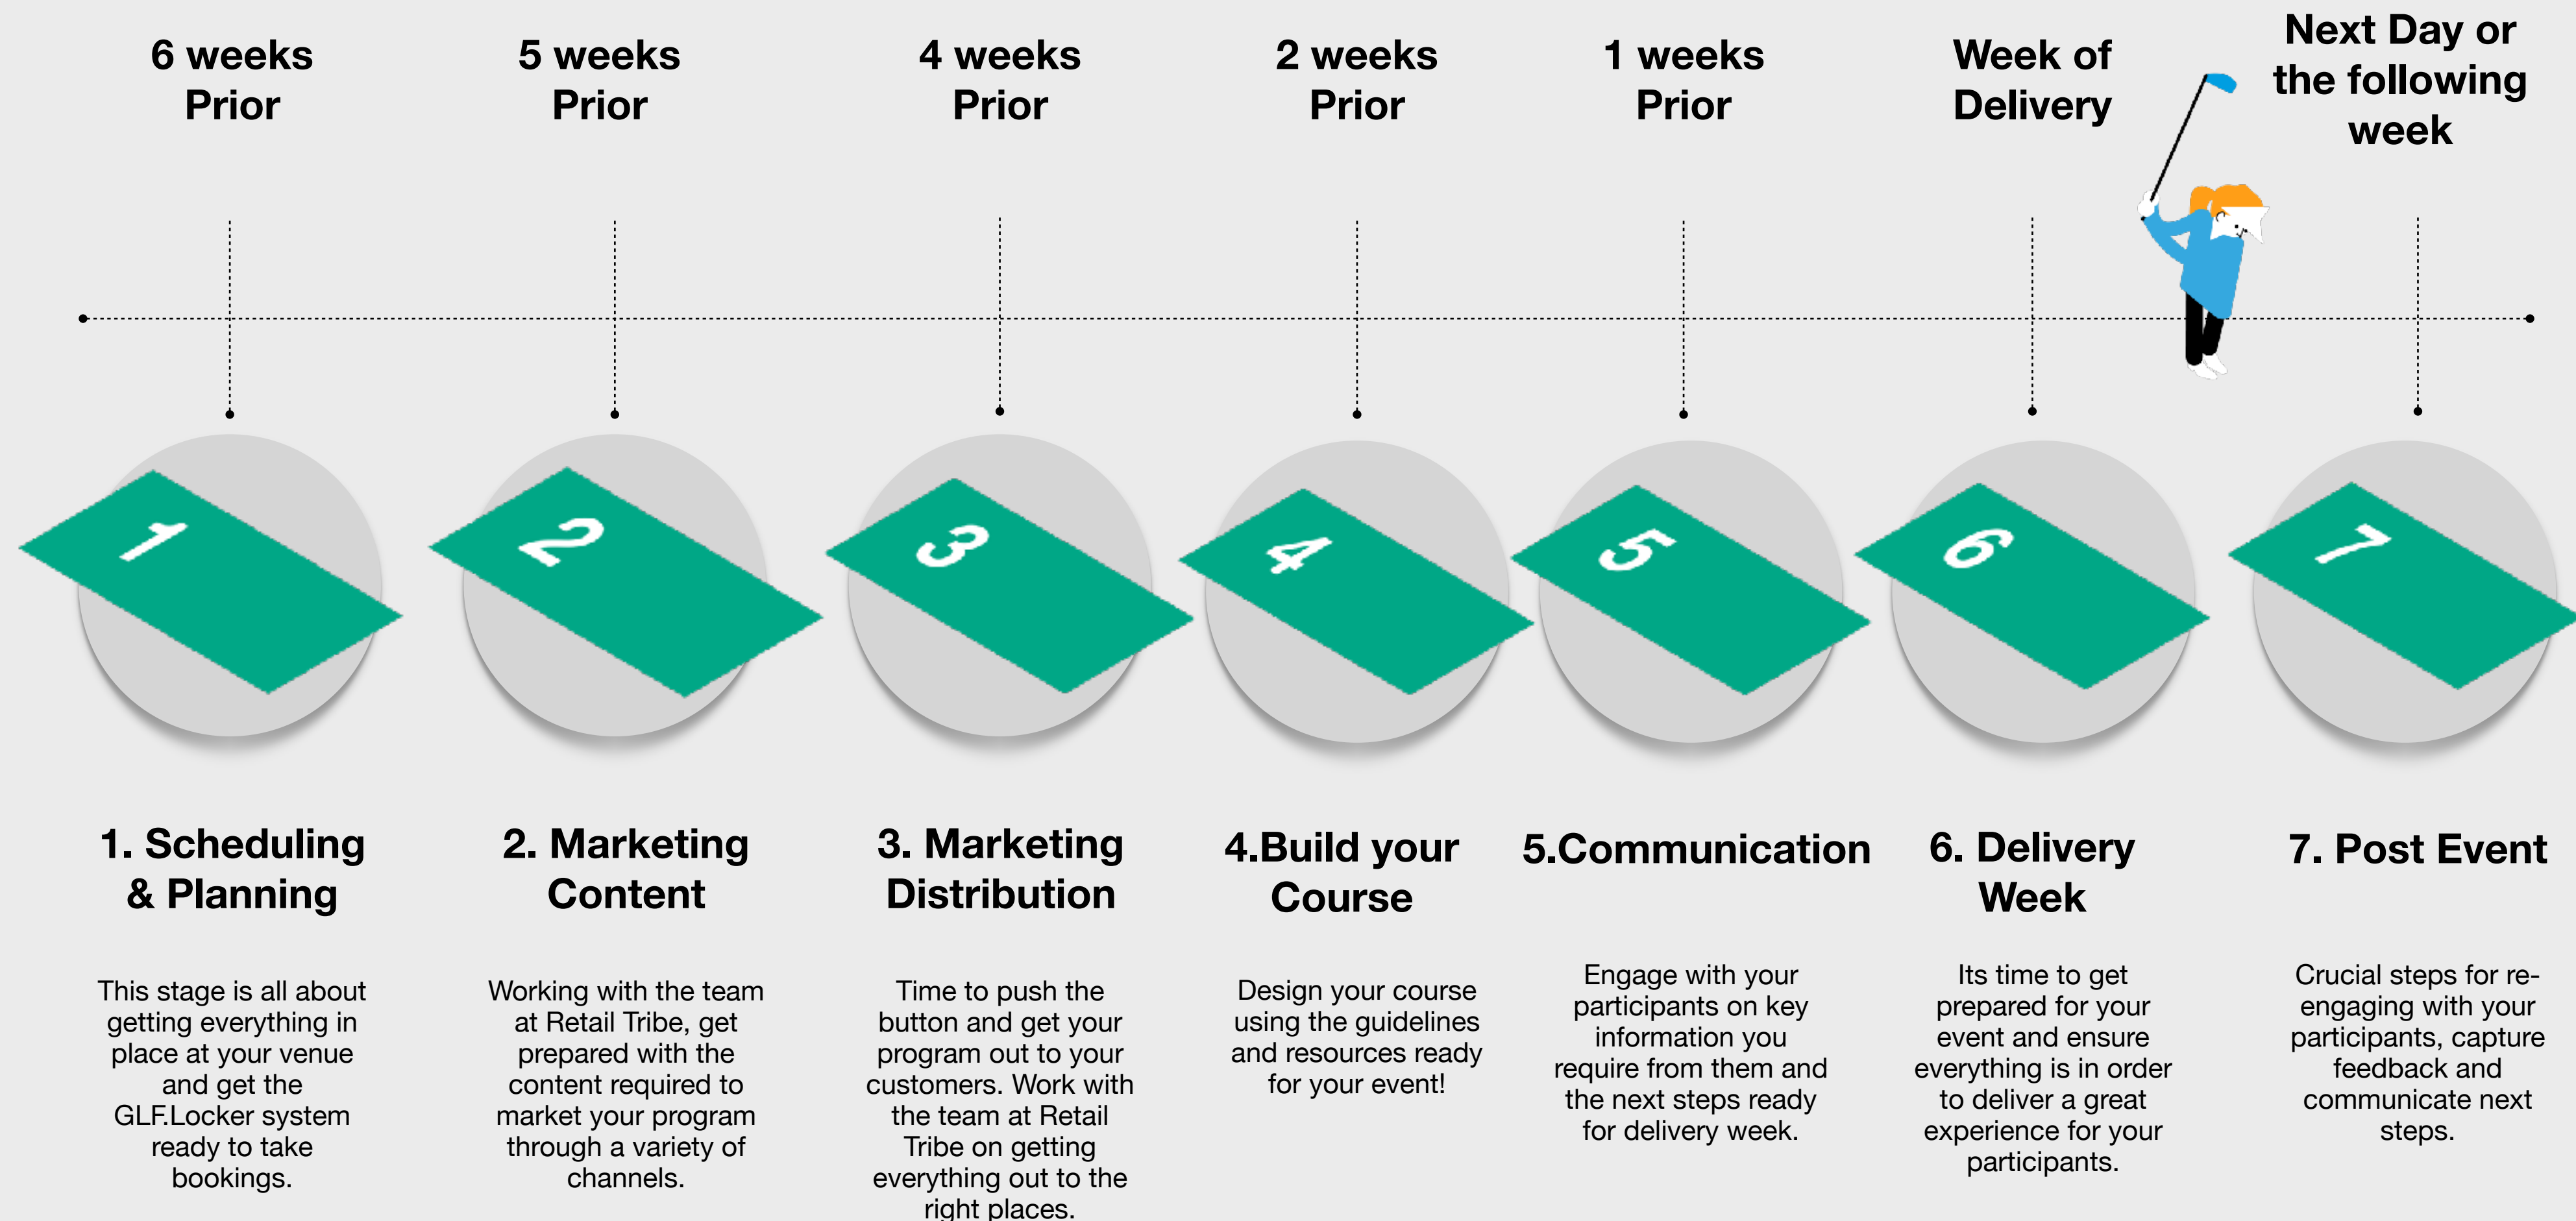 6 weeks
Prior
5 weeks
Prior
4 weeks
Prior
2 weeks
Prior
1 weeks
Prior
Week of
Delivery
Next Day or
the following
week
1
2
3
4
5
6
7
1. Scheduling
& Planning
This stage is all about
getting everything in
place at your venue
and get the
GLF.Locker system
ready to take
bookings.
2. Marketing
Content
Working with the team
at Retail Tribe, get
prepared with the
content required to
market your program
through a variety of
channels.
3. Marketing
Distribution
Time to push the
button and get your
program out to your
customers. Work with
the team at Retail
Tribe on getting
everything out to the
right places.
4.Build your
Course
Design your course
using the guidelines
and resources ready
for your event!
5.Communication
Engage with your
participants on key
information you
require from them and
the next steps ready
for delivery week.
6. Delivery
Week
Its time to get
prepared for your
event and ensure
everything is in order
to deliver a great
experience for your
participants.
7. Post Event
Crucial steps for re-
engaging with your
participants, capture
feedback and
communicate next
steps.